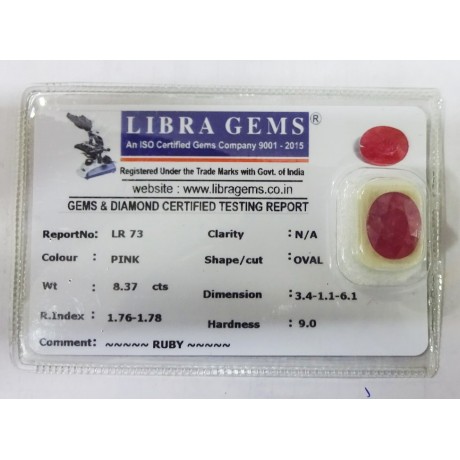 LIBRA GEMS®
An ISO Certified Gems Company 9001 - 2015
Registered Under the Trade Marks with Govt. of India
website : www.libragems.co.in
GEMS & DIAMOND CERTIFIED TESTING REPORT
ReportNo: LR 73 Clarity : N/A
Colour : PINK Shape/cut : OVAL
Wt : 8.37 cts Dimension : 3.4-1.1-6.1
R.Index : 1.76-1.78 Hardness : 9.0
Comment: ~~~~~ RUBY ~~~~~